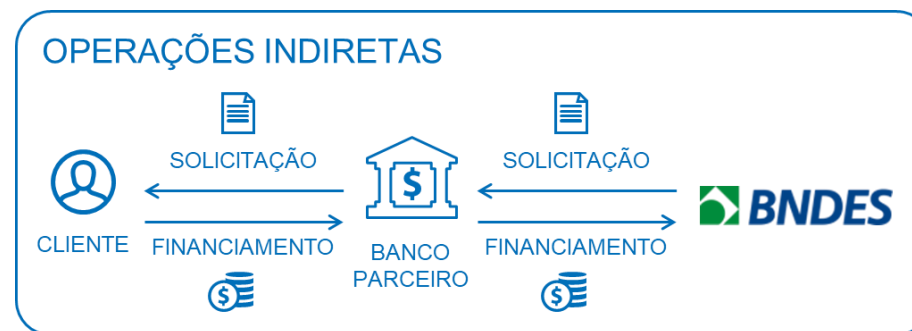 OPERAÇÕES INDIRETAS
SOLICITAÇÃO
SOLICITAÇÃO
$
BNDES
CLIENTE
FINANCIAMENTO
BANCO
PARCEIRO
FINANCIAMENTO
$
$